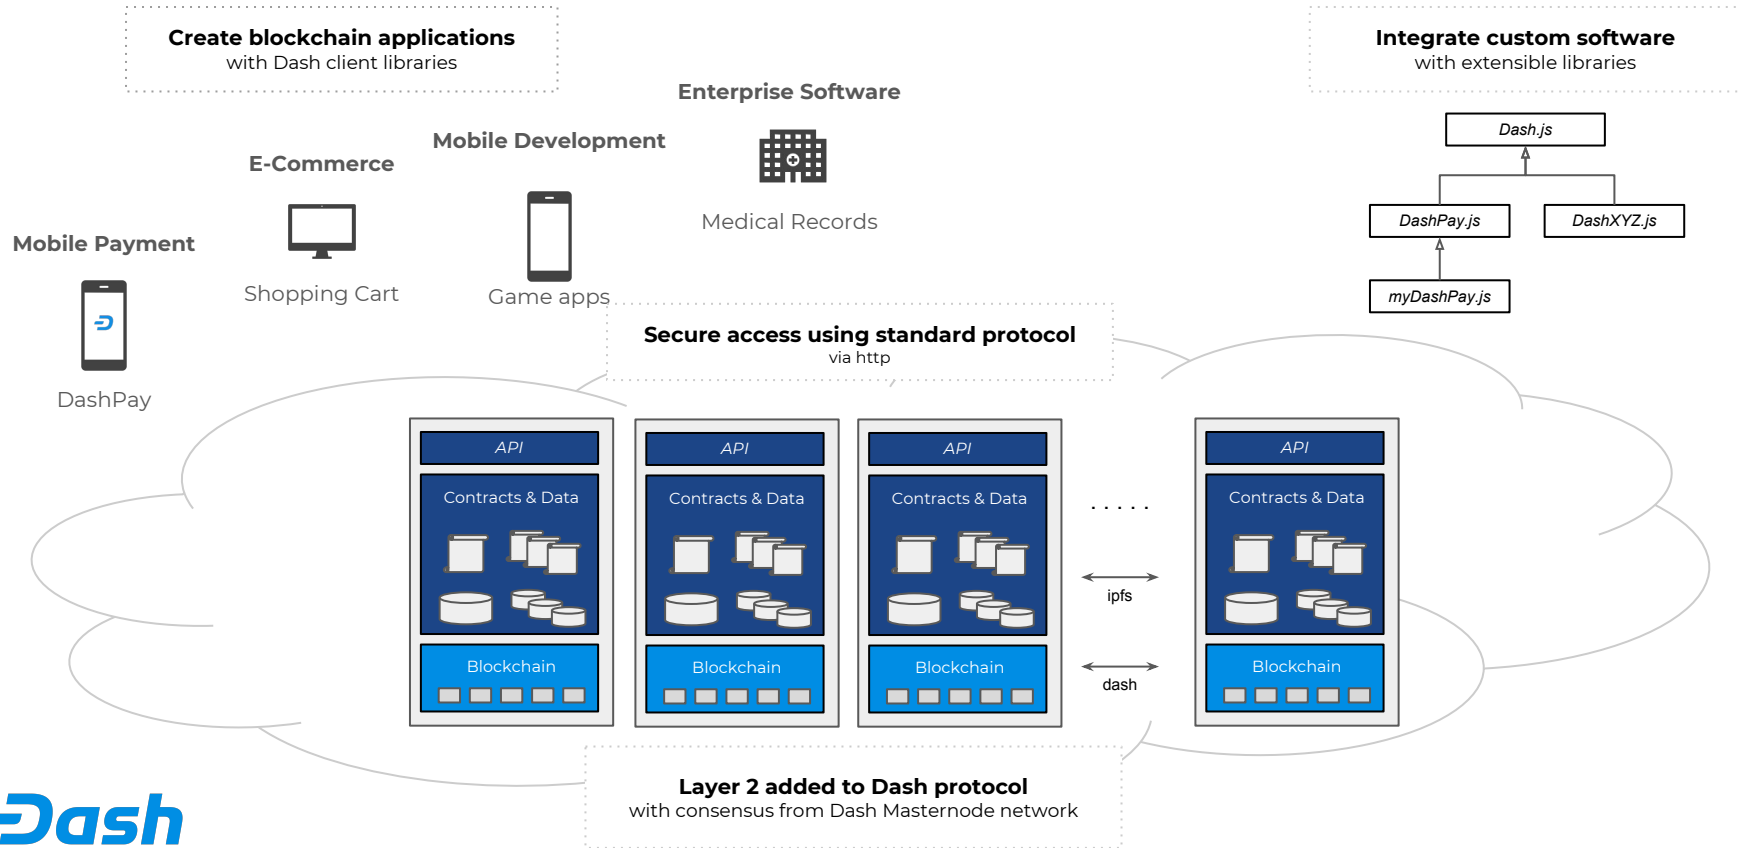 Create blockchain applications
with Dash client libraries
Integrate custom software
with extensible libraries
Enterprise Software
Medical Records
Mobile Development
Game apps
E-Commerce
Shopping Cart
Mobile Payment
DashPay
Dash.js
DashPay.js
DashXYZ.js
myDashPay.js
Secure access using standard protocol
via http
API
Contracts & Data
Blockchain
API
Contracts & Data
Blockchain
API
Contracts & Data
Blockchain
. . . . .
ipfs
dash
API
Contracts & Data
Blockchain
Layer 2 added to Dash protocol
with consensus from Dash Masternode network
Dash